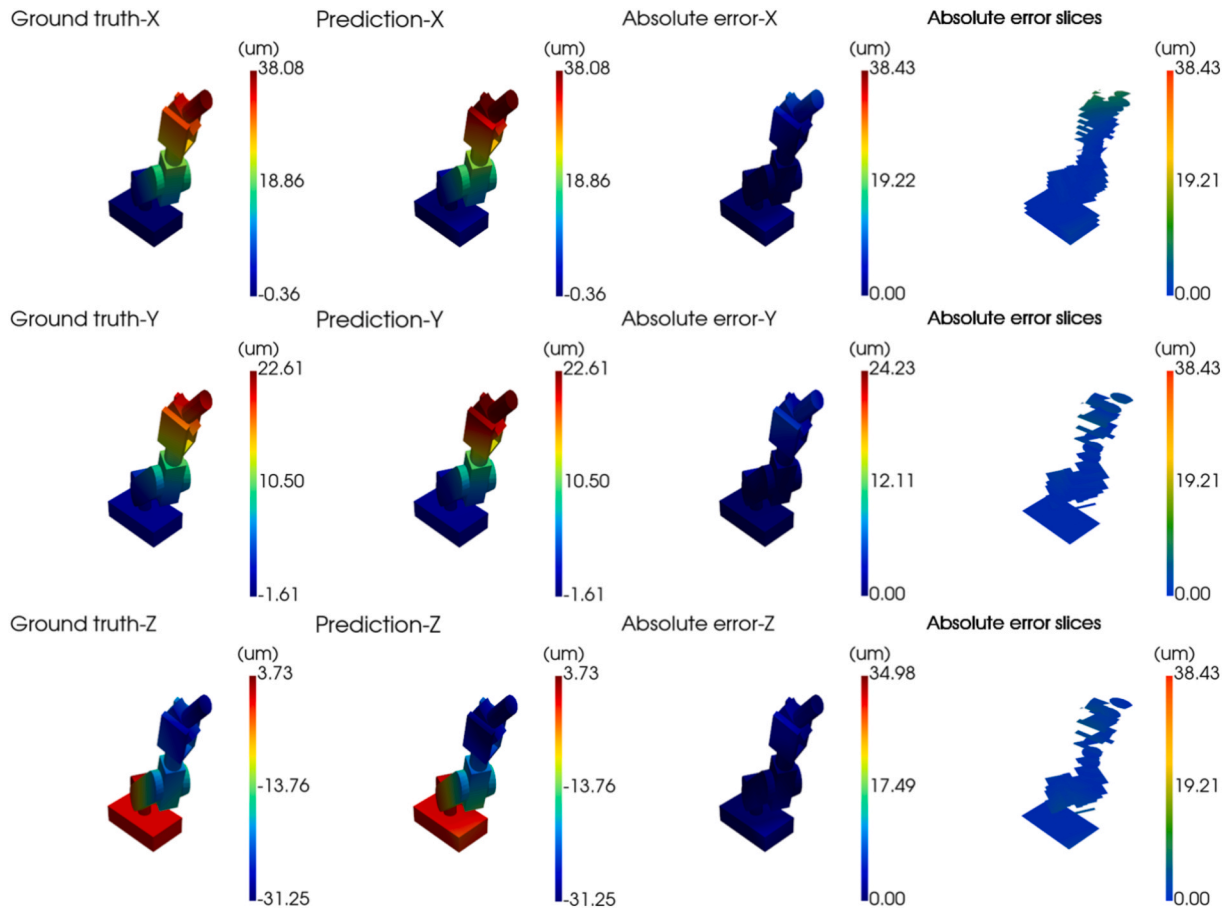 Ground truth-X Prediction-X Absolute error-X Absolute error slices
(um) (um) (um) (um)
38.08 38.08 38.43 38.43
18.86 18.86 19.22 19.21
-0.36 -0.36 0.00 0.00
Ground truth-Y Prediction-Y Absolute error-Y Absolute error slices
(um) (um) (um) (um)
22.61 22.61 24.23 38.43
10.50 10.50 12.11 19.21
-1.61 -1.61 0.00 0.00
Ground truth-Z Prediction-Z Absolute error-Z Absolute error slices
(um) (um) (um) (um)
3.73 3.73 34.98 38.43
-13.76 -13.76 17.49 19.21
-31.25 -31.25 0.00 0.00